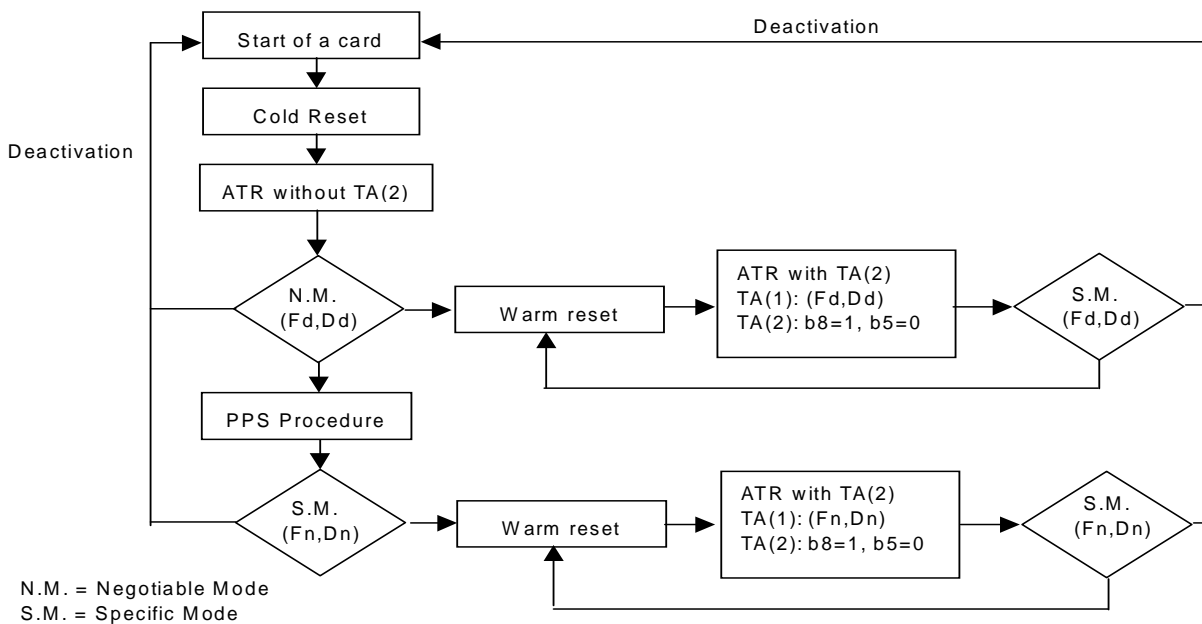 Deactivation
Start of a card
Cold Reset
Deactivation
ATR without TA(2)
N.M.
(Fd,Dd)
Warm reset
ATR with TA(2)
TA(1): (Fd,Dd)
TA(2): b8=1, b5=0
S.M.
(Fd,Dd)
PPS Procedure
S.M.
(Fn,Dn)
Warm reset
ATR with TA(2)
TA(1): (Fn,Dn)
TA(2): b8=1, b5=0
S.M.
(Fn,Dn)
N.M. = Negotiable Mode
S.M. = Specific Mode